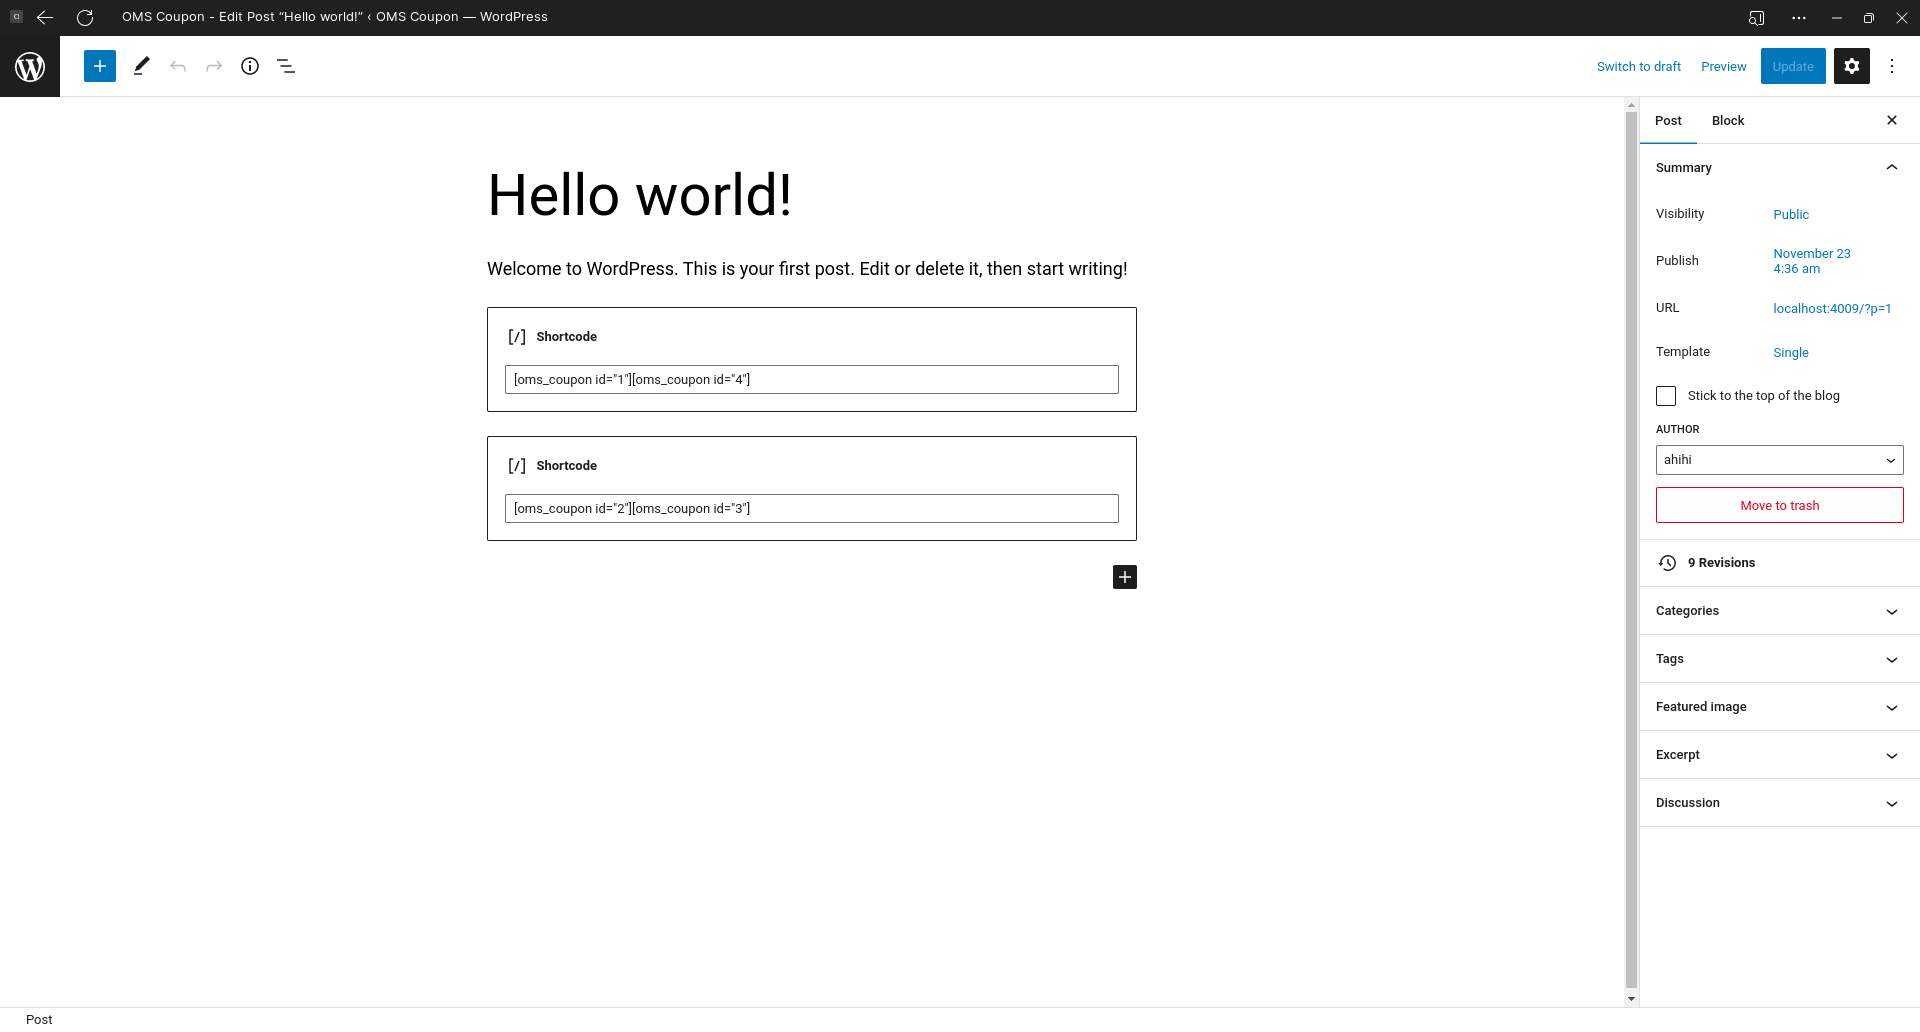 OMS Coupon - Edit Post “Hello world!” ‹ OMS Coupon — WordPress
Switch to draft
Preview
Update
Post
Block
Hello world!
Welcome to WordPress. This is your first post. Edit or delete it, then start writing!
[/] Shortcode
[oms_coupon id="1"][oms_coupon id="4"]
[/] Shortcode
[oms_coupon id="2"][oms_coupon id="3"]
Summary
Visibility Public
Publish November 23
4:36 am
URL localhost:4009/?p=1
Template Single
Stick to the top of the blog
AUTHOR
ahihi
Move to trash
9 Revisions
Categories
Tags
Featured image
Excerpt
Discussion
Post